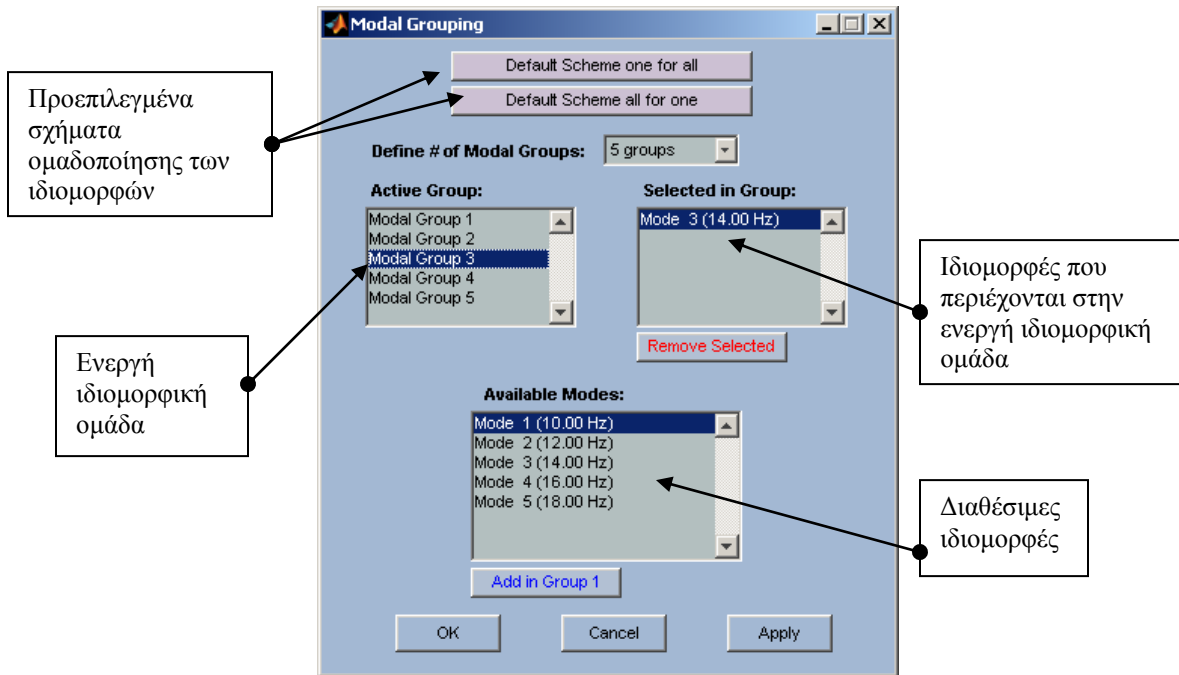 Modal Grouping
Default Scheme one for all
Default Scheme all for one
Προεπιλεγμένα
σχήματα
ομαδοποίησης των
ιδιομορφών
Define # of Modal Groups:
5 groups
Active Group:
Modal Group 1
Modal Group 2
Modal Group 3
Modal Group 4
Modal Group 5
Selected in Group:
Mode 3 (14.00 Hz)
Remove Selected
Ιδιομορφές που
περιέχονται στην
ενεργή ιδιομορφική
ομάδα
Ενεργή
ιδιομορφική
ομάδα
Available Modes:
Mode 1 (10.00 Hz)
Mode 2 (12.00 Hz)
Mode 3 (14.00 Hz)
Mode 4 (16.00 Hz)
Mode 5 (18.00 Hz)
Διαθέσιμες
ιδιομορφές
Add in Group 1
OK
Cancel
Apply